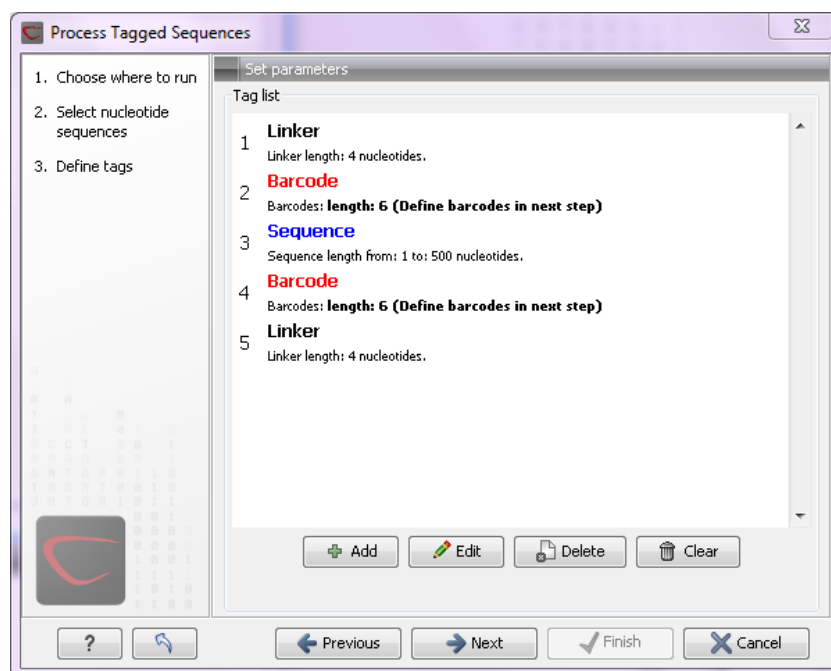 Process Tagged Sequences
1. Choose where to run
2. Select nucleotide
sequences
3. Define tags
Set parameters
Tag list
1 Linker
Linker length: 4 nucleotides.
2 Barcode
Barcodes: length: 6 (Define barcodes in next step)
3 Sequence
Sequence length from: 1 to: 500 nucleotides.
4 Barcode
Barcodes: length: 6 (Define barcodes in next step)
5 Linker
Linker length: 4 nucleotides.
Add Edit Delete Clear
? Previous Next Finish Cancel